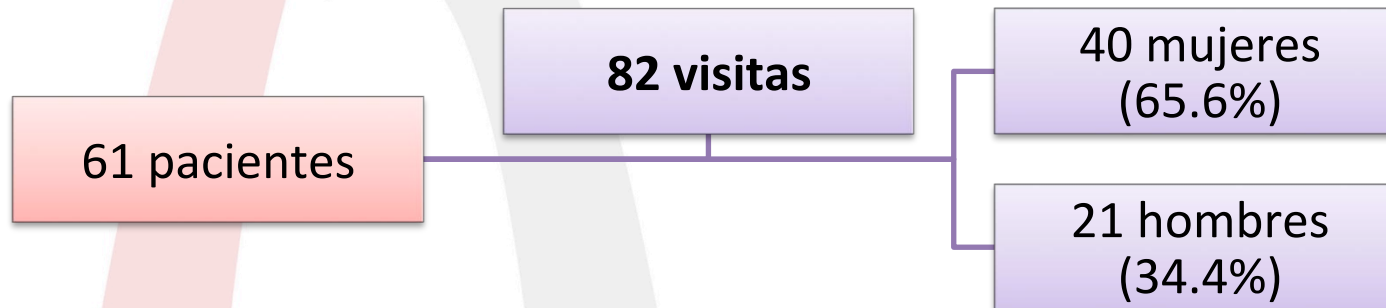 61 pacientes
82 visitas
40 mujeres
(65.6%)
21 hombres
(34.4%)